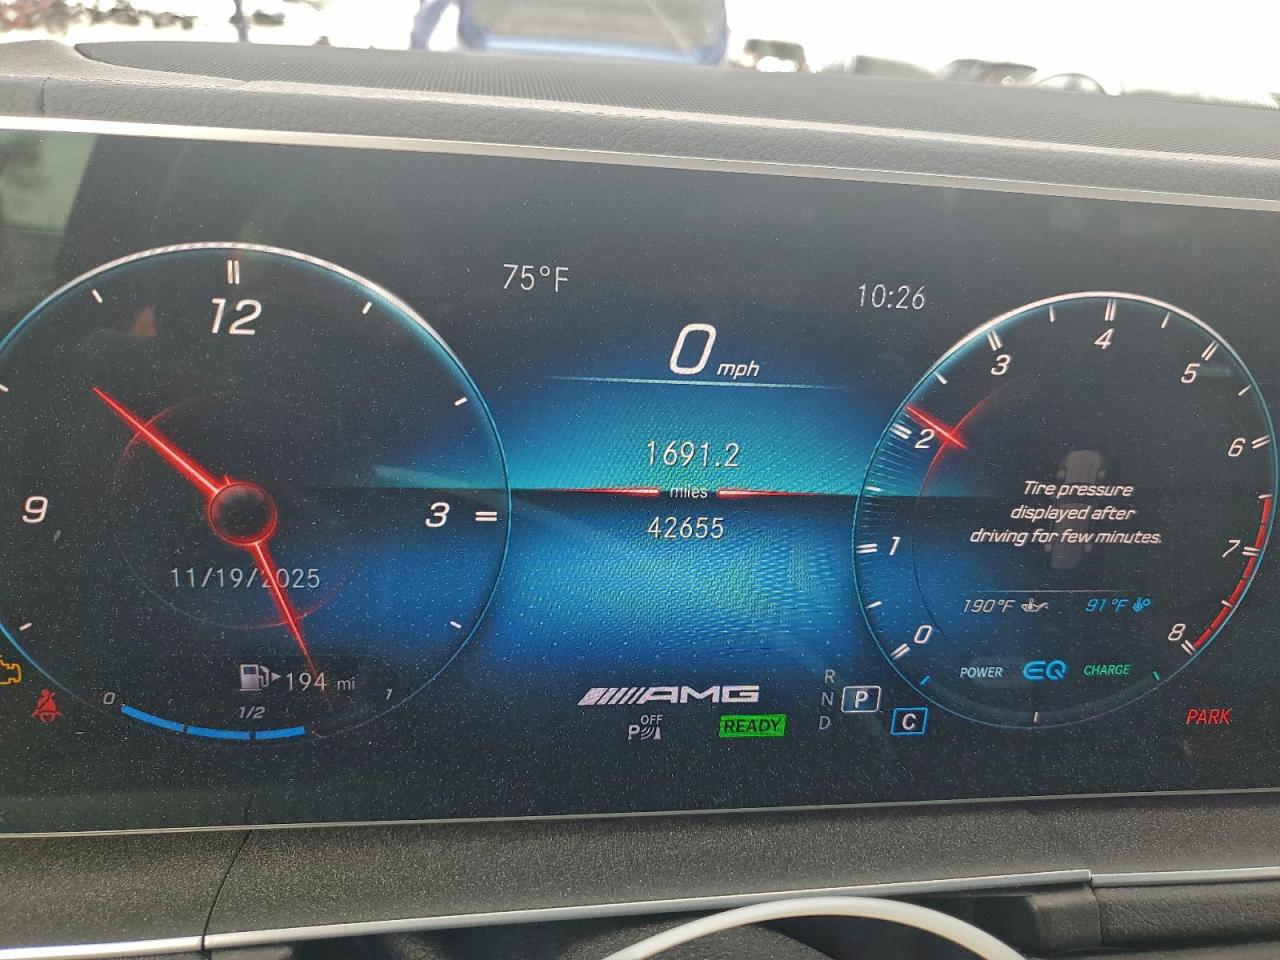 75°F
10:26
0 mph
1691.2
miles
42655
12
3
9
11/19/2025
194 mi
0
1/2
1
AMG
OFF
P
READY
R
N
D
P
C
0
1
2
3
4
5
6
7
8
Tire pressure
displayed after
driving for few minutes.
190°F
91°F
POWER
EQ
CHARGE
PARK